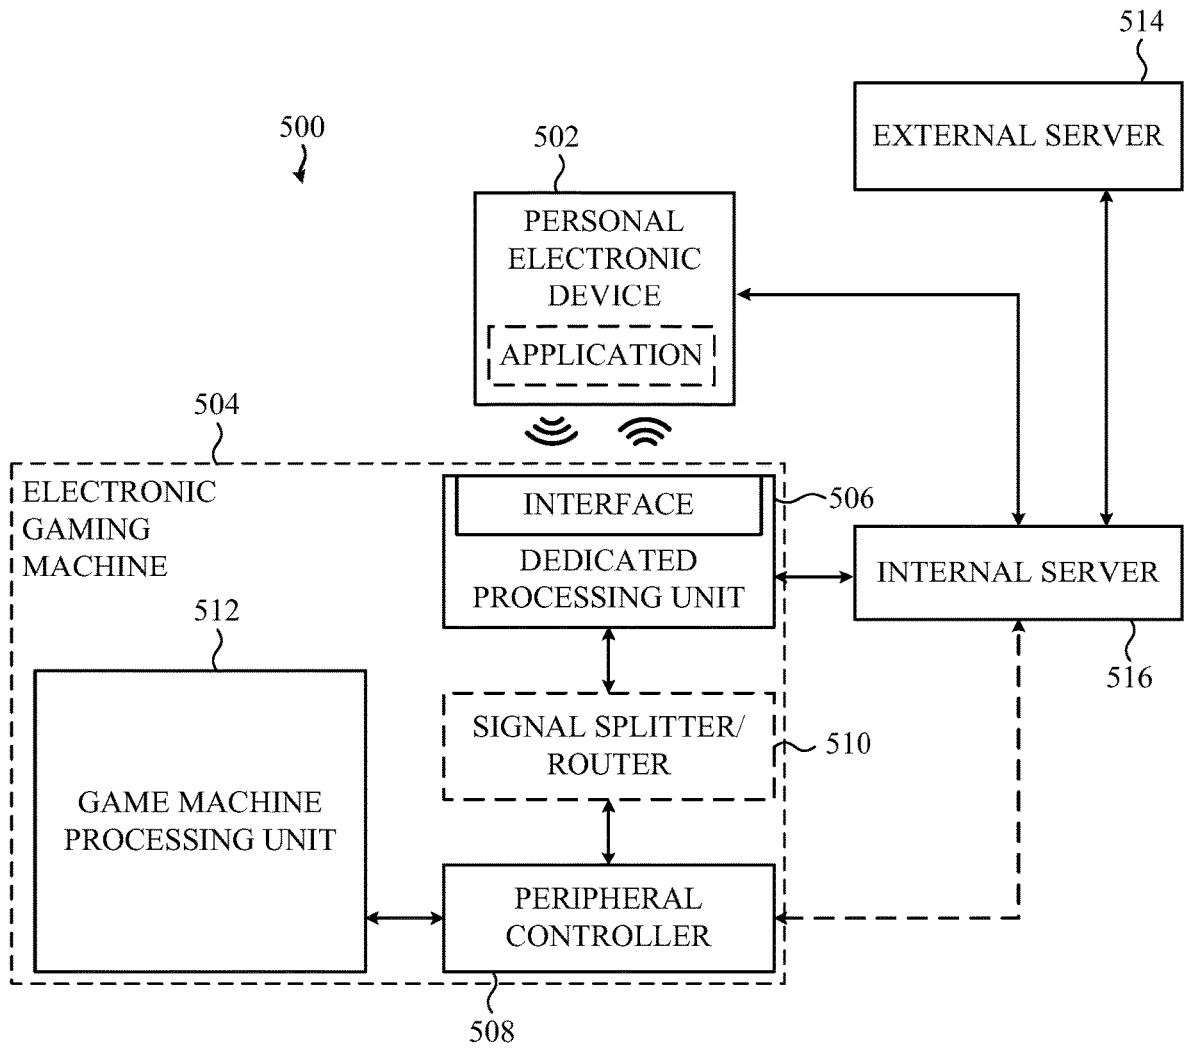 514
EXTERNAL SERVER
500
502
PERSONAL
ELECTRONIC
DEVICE
APPLICATION
504
ELECTRONIC
GAMING
MACHINE
INTERFACE
506
DEDICATED
PROCESSING UNIT
INTERNAL SERVER
516
512
SIGNAL SPLITTER/
ROUTER
510
GAME MACHINE
PROCESSING UNIT
PERIPHERAL
CONTROLLER
508